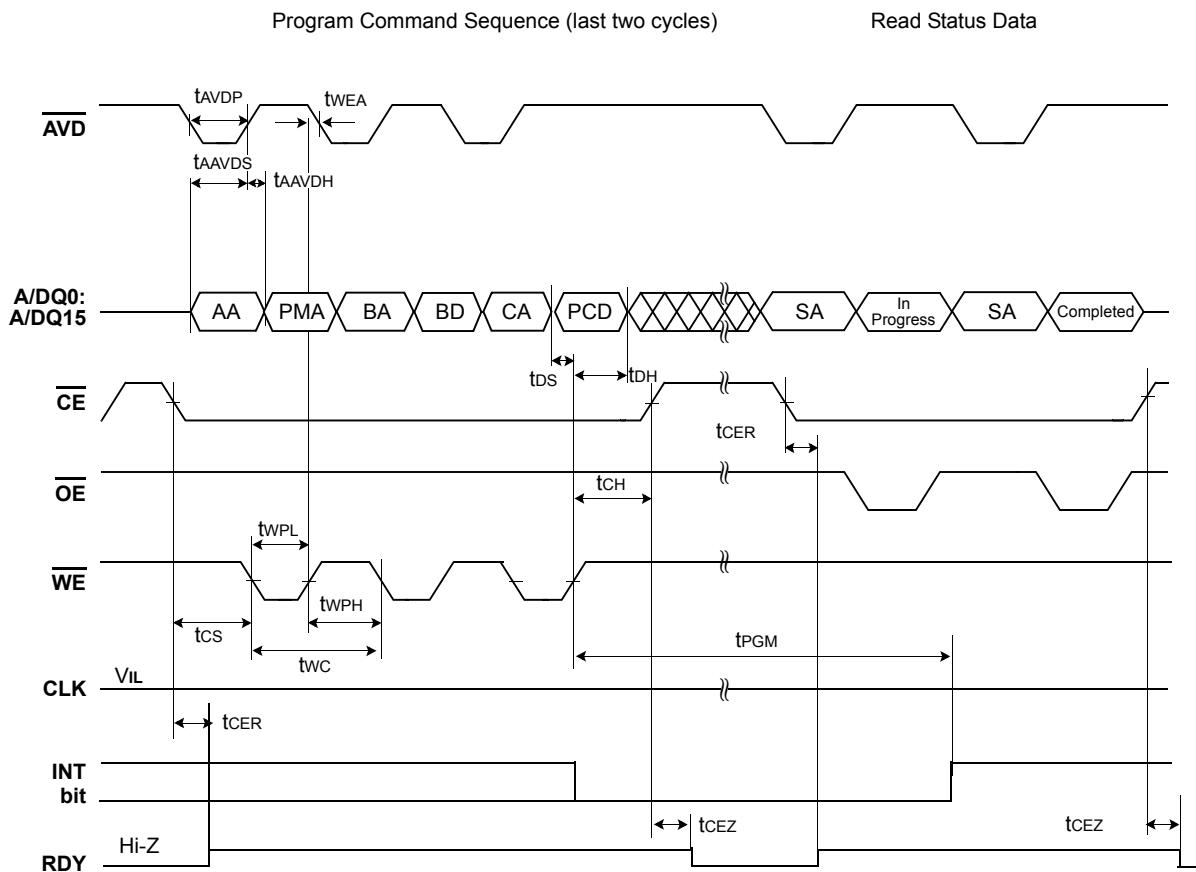 Program Command Sequence (last two cycles)
Read Status Data
AVD
tAVDP
tWEA
tAAVDS
tAAVDH
A/DQ0:
A/DQ15
AA
PMA
BA
BD
CA
PCD
SA
In
Progress
SA
Completed
tDS
tDH
CE
tCER
OE
tCH
tWPL
WE
tWPH
tCS
tWC
tPGM
CLK
VIL
tCER
INT
bit
tCEZ
tCEZ
Hi-Z
RDY